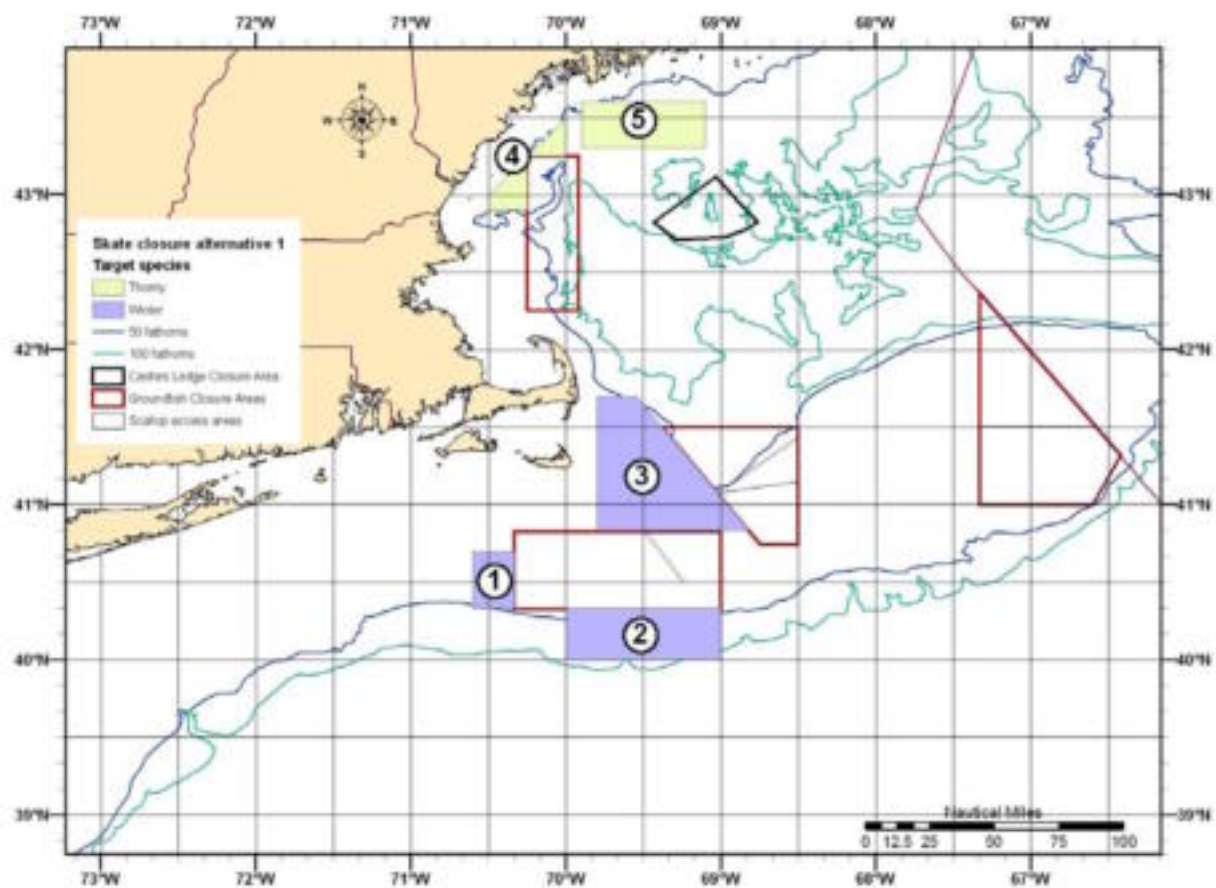 73°W 72°W 71°W 70°W 69°W 68°W 67°W
N
W E
S
5
4
43°N 43°N
Skate closure alternative 1
Target species
Thorny
Winter
50 fathoms
100 fathoms
Cashes Ledge Closure Area
Groundfish Closure Areas
Scallop access areas
42°N 42°N
3
41°N 41°N
1
2
40°N 40°N
39°N 39°N
Nautical Miles
0 12.5 25 50 75 100
73°W 72°W 71°W 70°W 69°W 68°W 67°W